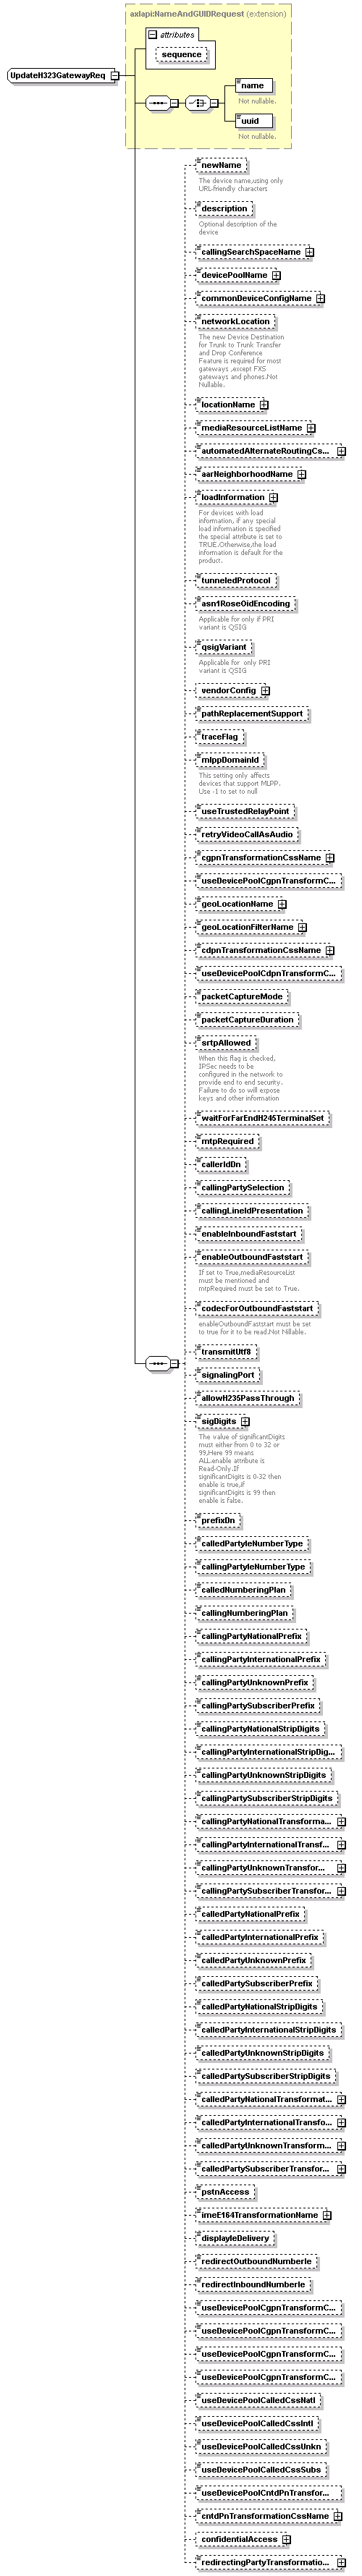 axlapi:NameAndGUIDRequest (extension)
attributes
sequence
UpdateH323GatewayReq
name
Not nullable.
uuid
Not nullable.
newName
The device name,using only
URL-friendly characters
description
Optional description of the
device
callingSearchSpaceName
devicePoolName
commonDeviceConfigName
networkLocation
The new Device Destination
for Trunk to Trunk Transfer
and Drop Conference
Feature is required for most
gateways ,except FXS
gateways and phones.Not
Nullable.
locationName
mediaResourceListName
automatedAlternateRoutingCs...
aarNeighborhoodName
loadInformation
For devices with load
information, if any special
load information is specified
the special attribute is set to
TRUE.Otherwise,the load
information is default for the
product.
tunneledProtocol
asn1RoseOidEncoding
Applicable for only if PRI
variant is QSIG
qsigVariant
Applicable for  only PRI
variant is QSIG
vendorConfig
pathReplacementSupport
traceFlag
mlppDomainId
This setting only affects
devices that support MLPP.
Use -1 to set to null
useTrustedRelayPoint
retryVideoCallAsAudio
cgpnTransformationCssName
useDevicePoolCgpnTransformC...
geoLocationName
geoLocationFilterName
cdpnTransformationCssName
useDevicePoolCdpnTransformC...
packetCaptureMode
packetCaptureDuration
srtpAllowed
When this flag is checked,
IPSec needs to be
configured in the network to
provide end to end security.
Failure to do so will expose
keys and other information
waitForFarEndH245TerminalSet
mtpRequired
callerIdDn
callingPartySelection
callingLineIdPresentation
enableInboundFaststart
enableOutboundFaststart
If set to True,mediaResourceList
must be mentioned and
mtpRequired must be set to True.
codecForOutboundFaststart
enableOutboundFaststart must be set
to true for it to be read.Not Nillable.
transmitUtf8
signalingPort
allowH235PassThrough
sigDigits
The value of significantDigits
must either from 0 to 32 or
99,Here 99 means
ALL.enable attribute is
Read-Only.If
significantDigits is 0-32 then
enable is true,if
significantDigits is 99 then
enable is false.
prefixDn
calledPartyIeNumberType
callingPartyIeNumberType
calledNumberingPlan
callingNumberingPlan
callingPartyNationalPrefix
callingPartyInternationalPrefix
callingPartyUnknownPrefix
callingPartySubscriberPrefix
callingPartyNationalStripDigits
callingPartyInternationalStripDig...
callingPartyUnknownStripDigits
callingPartySubscriberStripDigits
callingPartyNationalTransforma...
callingPartyInternationalTransf...
callingPartyUnknownTransfor...
callingPartySubscriberTransfor...
calledPartyNationalPrefix
calledPartyInternationalPrefix
calledPartyUnknownPrefix
calledPartySubscriberPrefix
calledPartyNationalStripDigits
calledPartyInternationalStripDigits
calledPartyUnknownStripDigits
calledPartySubscriberStripDigits
calledPartyNationalTransformat...
calledPartyInternationalTransfo...
calledPartyUnknownTransform...
calledPartySubscriberTransfor...
pstnAccess
imeE164TransformationName
displayIeDelivery
redirectOutboundNumberIe
redirectInboundNumberIe
useDevicePoolCgpnTransformC...
useDevicePoolCgpnTransformC...
useDevicePoolCgpnTransformC...
useDevicePoolCgpnTransformC...
useDevicePoolCalledCssNatl
useDevicePoolCalledCssIntl
useDevicePoolCalledCssUnkn
useDevicePoolCalledCssSubs
useDevicePoolCntdPnTransfor...
cntdPnTransformationCssName
confidentialAccess
redirectingPartyTransformatio...